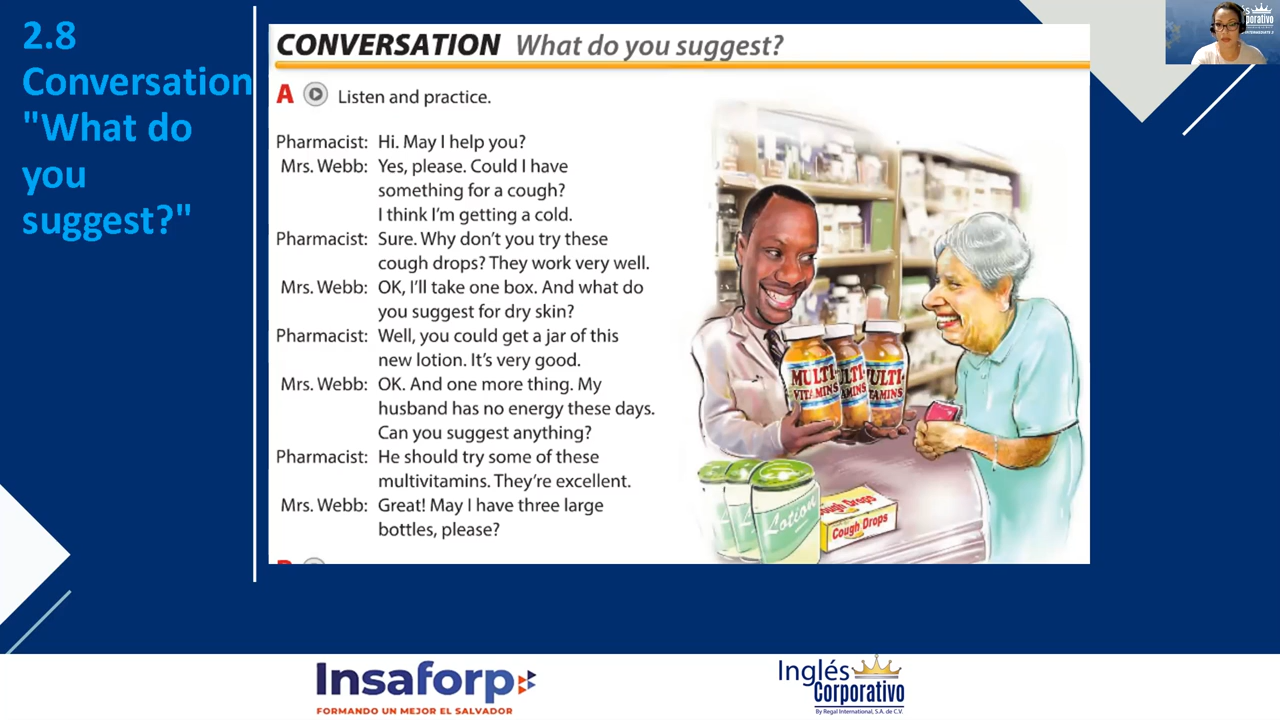 2.8
Conversation
"What do
you
suggest?"
CONVERSATION What do you suggest?
A Listen and practice.
Pharmacist: Hi. May I help you?
Mrs. Webb: Yes, please. Could I have
something for a cough?
I think I'm getting a cold.
Pharmacist: Sure. Why don't you try these
cough drops? They work very well.
Mrs. Webb: OK, I'll take one box. And what do
you suggest for dry skin?
Pharmacist: Well, you could get a jar of this
new lotion. It's very good.
Mrs. Webb: OK. And one more thing. My
husband has no energy these days.
Can you suggest anything?
Pharmacist: He should try some of these
multivitamins. They're excellent.
Mrs. Webb: Great! May I have three large
bottles, please?
MULTI-
VITAMINS
Lotion
Cough Drops
Insaforp
FORMANDO UN MEJOR EL SALVADOR
Inglés
Corporativo
By Regal International, S.A. de C.V.